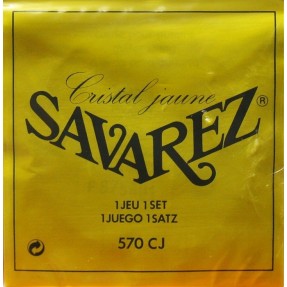 Cristal jaune
SAVAREZ®
1 JEU 1 SET
1 JUEGO 1 SATZ
570 CJ